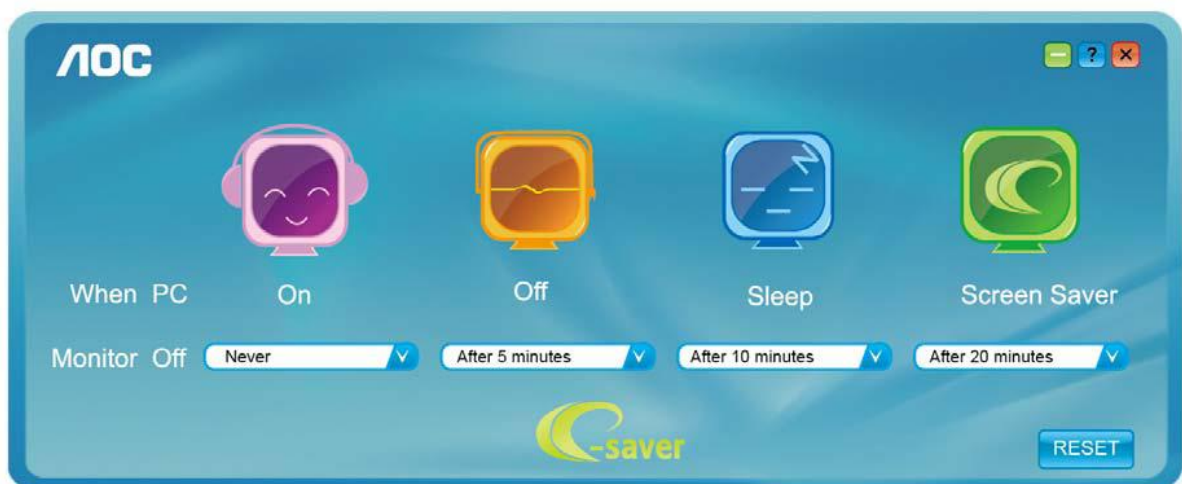 AOC
?
When PC On Off Sleep Screen Saver
Monitor Off Never After 5 minutes After 10 minutes After 20 minutes
e-saver
RESET